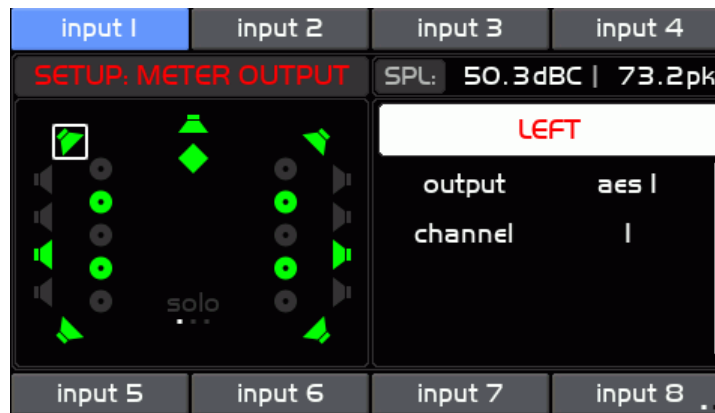 input 1 input 2 input 3 input 4
SETUP: METER OUTPUT SPL: 50.3dBC | 73.2pk
LEFT
output aes 1
channel 1
solo
input 5 input 6 input 7 input 8